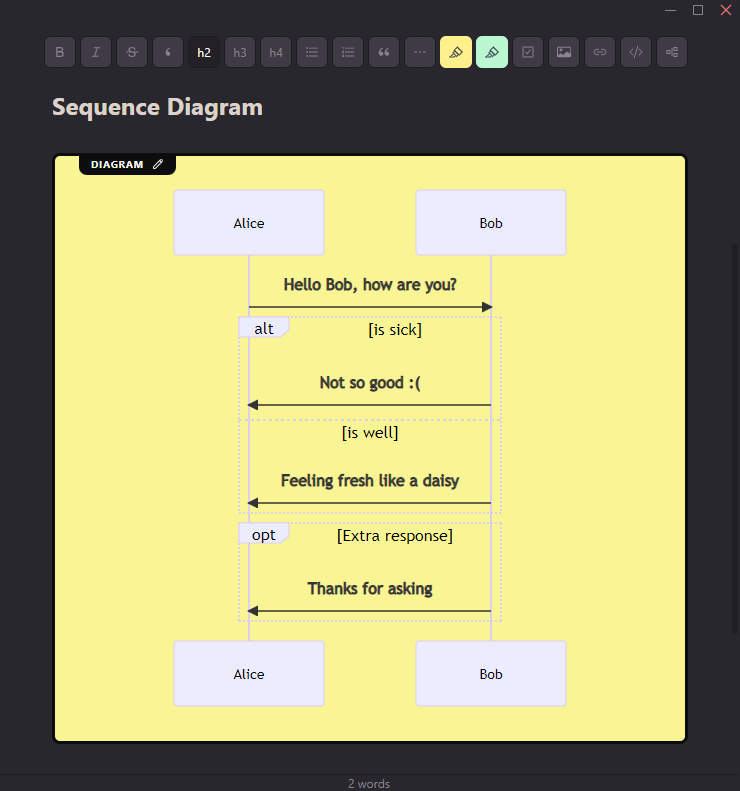 B I S h2 h3 h4
Sequence Diagram
DIAGRAM
Alice Bob
Hello Bob, how are you?
alt [is sick]
Not so good :(
[is well]
Feeling fresh like a daisy
opt [Extra response]
Thanks for asking
Alice Bob
2 words